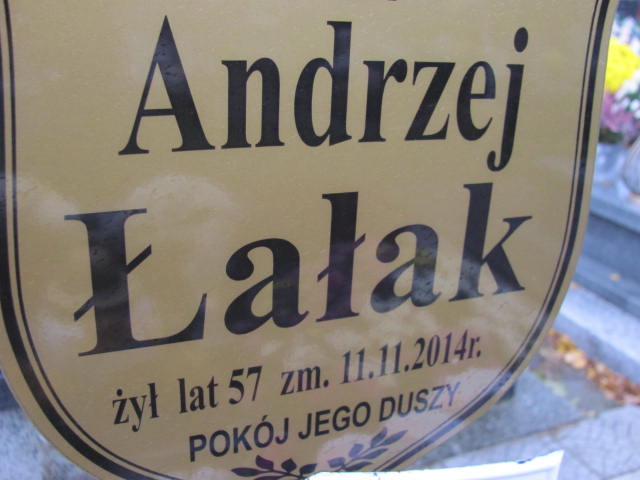 Andrzej
Łałak
żył lat 57 zm. 11.11.2014r.
POKÓJ JEGO DUSZY